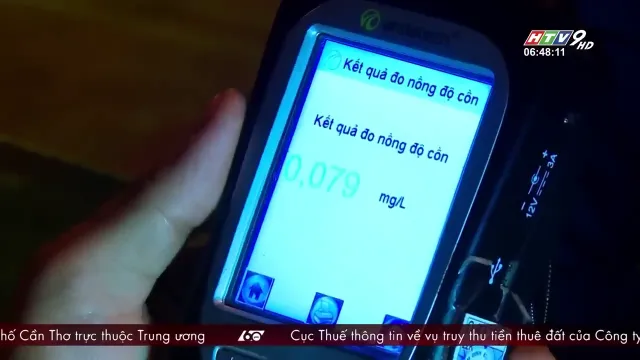 HTV9 HD
06:48:11
Kết quả đo nồng độ cồn
Kết quả đo nồng độ cồn
0,079 mg/L
12V 3A
hố Cần Thơ trực thuộc Trung ương
Cục Thuế thông tin về vụ truy thu tiền thuê đất của Công ty